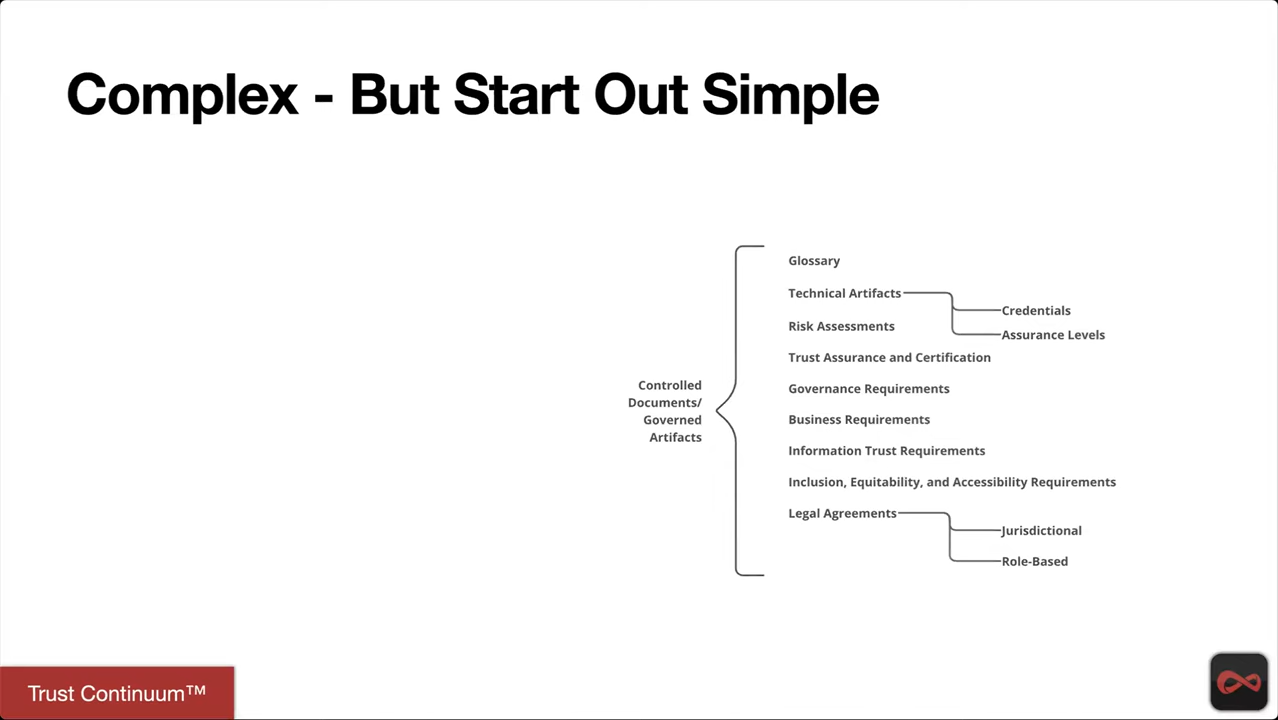 Complex - But Start Out Simple
Controlled
Documents/
Governed
Artifacts
Glossary
Technical Artifacts
Credentials
Assurance Levels
Risk Assessments
Trust Assurance and Certification
Governance Requirements
Business Requirements
Information Trust Requirements
Inclusion, Equitability, and Accessibility Requirements
Legal Agreements
Jurisdictional
Role-Based
Trust Continuum™